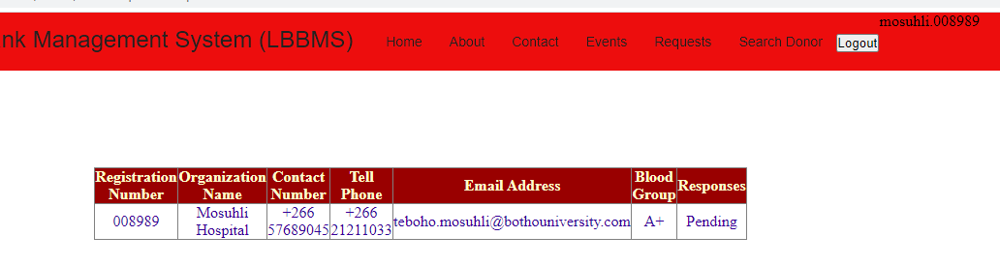 mosuhli.008989
nk Management System (LBBMS) Home About Contact Events Requests Search Donor Logout
Registration Number Organization Name Contact Number Tell Phone Email Address Blood Group Responses
008989 Mosuhli Hospital +266 57689045 +266 21211033 teboho.mosuhli@bothouniversity.com A+ Pending